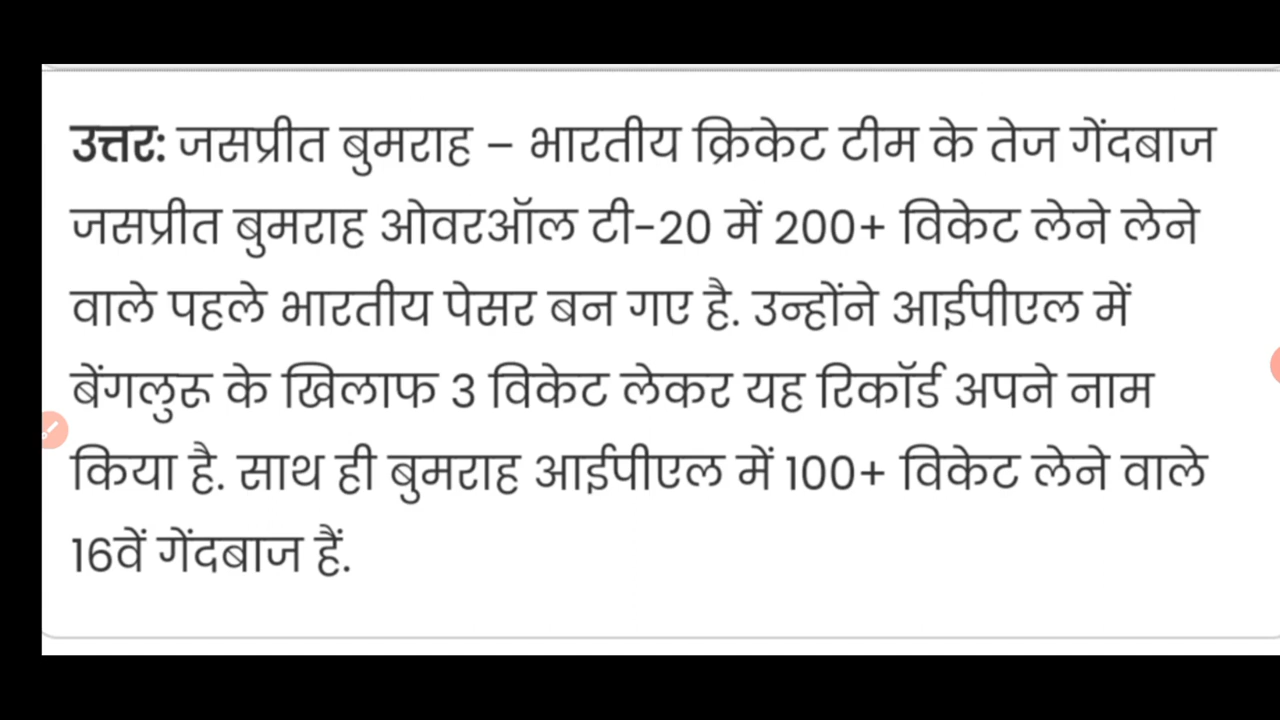 उत्तर: जसप्रीत बुमराह – भारतीय क्रिकेट टीम के तेज गेंदबाज
जसप्रीत बुमराह ओवरऑल टी-20 में 200+ विकेट लेने लेने
वाले पहले भारतीय पेसर बन गए है. उन्होंने आईपीएल में
बेंगलुरू के खिलाफ 3 विकेट लेकर यह रिकॉर्ड अपने नाम
किया है. साथ ही बुमराह आईपीएल में 100+ विकेट लेने वाले
16वें गेंदबाज हैं.